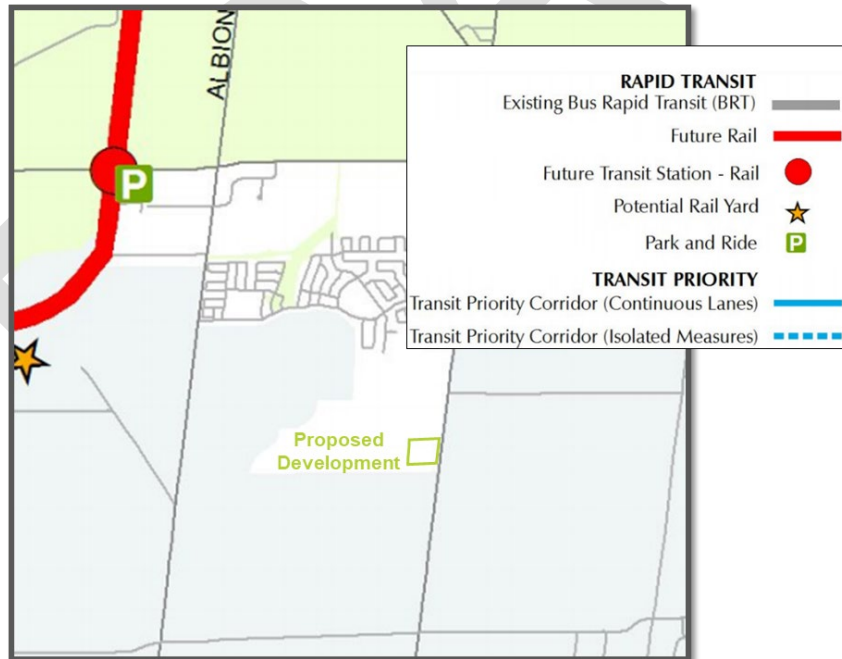 ALBION
P
RAPID TRANSIT
Existing Bus Rapid Transit (BRT)
Future Rail
Future Transit Station - Rail
Potential Rail Yard
Park and Ride
P
TRANSIT PRIORITY
Transit Priority Corridor (Continuous Lanes)
Transit Priority Corridor (Isolated Measures)
Proposed
Development